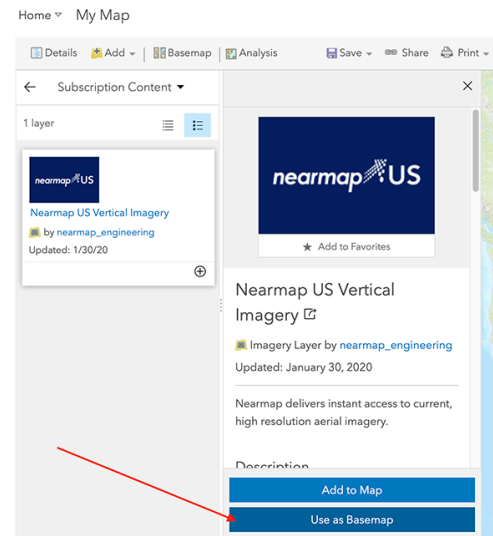 Home My Map
Details Add Basemap Analysis Save Share Print
Subscription Content
1 layer
nearmap US
Nearmap US Vertical Imagery
by nearmap_engineering
Updated: 1/30/20
nearmap US
Add to Favorites
Nearmap US Vertical
Imagery
Imagery Layer by nearmap_engineering
Updated: January 30, 2020
Nearmap delivers instant access to current,
high resolution aerial imagery.
Description
Add to Map
Use as Basemap